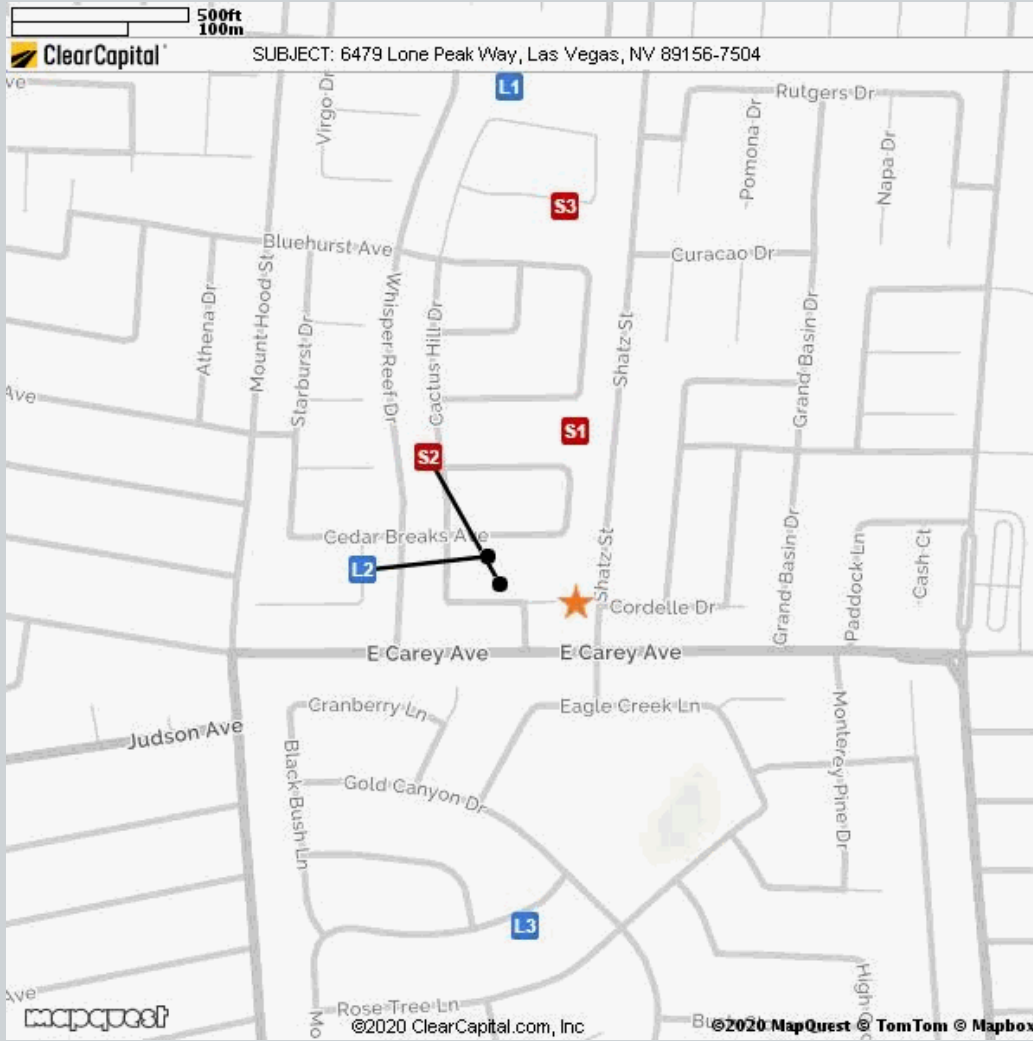 500ft
100m
ClearCapital
SUBJECT: 6479 Lone Peak Way, Las Vegas, NV 89156-7504
ve
Virgo Dr
L1
Rutgers Dr
Pomona Dr
Napa Dr
S3
Bluehurst Ave
Curacao Dr
Athena Dr
Mount Hood St
Starburst Dr
Whisper Reef Dr
Cactus Hill Dr
Shatz St
Grand Basin Dr
Ave
S1
S2
Cedar Breaks Ave
L2
Shatz St
Grand Basin Dr
Paddock Ln
Cash Ct
Cordelle Dr
E Carey Ave
E Carey Ave
Cranberry Ln
Eagle Creek Ln
Judson Ave
Black Bush Ln
Gold Canyon Dr
Monterey Pine Dr
L3
Ave
Rose Tree Ln
Mo
High
mapquest
©2020 ClearCapital.com, Inc
©2020 MapQuest © TomTom © Mapbox